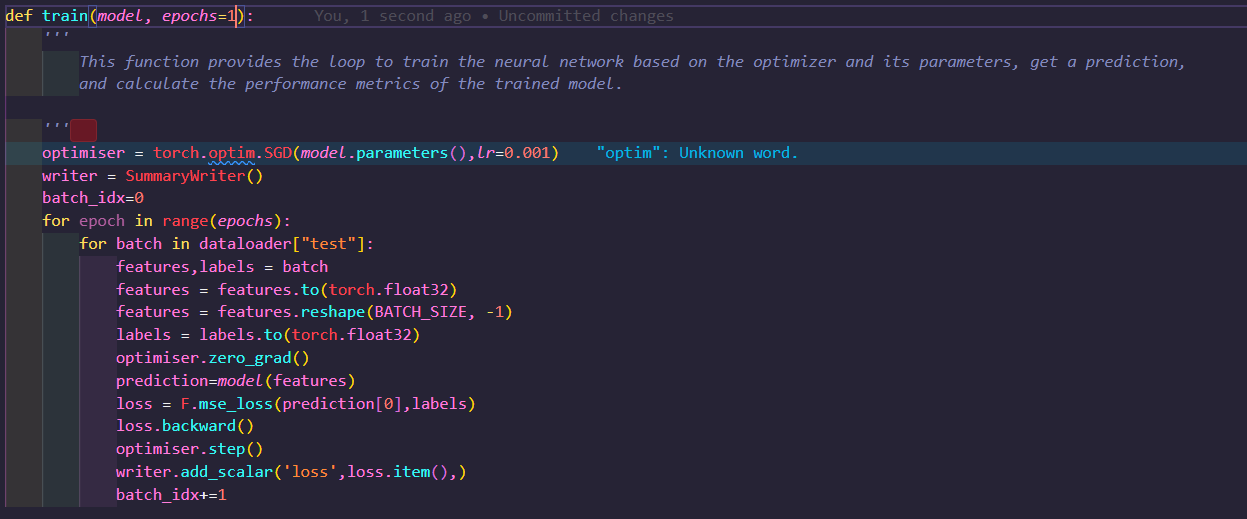 def train(model, epochs=1):     You, 1 second ago • Uncommitted changes
    '''
        This function provides the loop to train the neural network based on the optimizer and its parameters, get a prediction,
        and calculate the performance metrics of the trained model.
    '''
    optimiser = torch.optim.SGD(model.parameters(),lr=0.001)    "optim": Unknown word.
    writer = SummaryWriter()
    batch_idx=0
    for epoch in range(epochs):
        for batch in dataloader["test"]:
            features,labels = batch
            features = features.to(torch.float32)
            features = features.reshape(BATCH_SIZE, -1)
            labels = labels.to(torch.float32)
            optimiser.zero_grad()
            prediction=model(features)
            loss = F.mse_loss(prediction[0],labels)
            loss.backward()
            optimiser.step()
            writer.add_scalar('loss',loss.item(),)
            batch_idx+=1